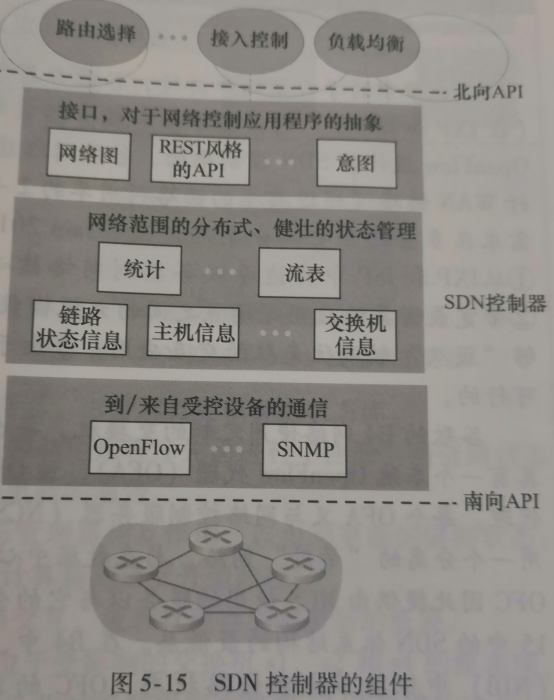 路由选择 ··· 接入控制 负载均衡
北向API
接口，对于网络控制应用程序的抽象
网络图 REST风格的API ··· 意图
网络范围的分布式、健壮的状态管理
统计 ··· 流表
SDN控制器
链路状态信息 主机信息 ··· 交换机信息
到/来自受控设备的通信
OpenFlow ··· SNMP
南向API
图 5-15 SDN 控制器的组件